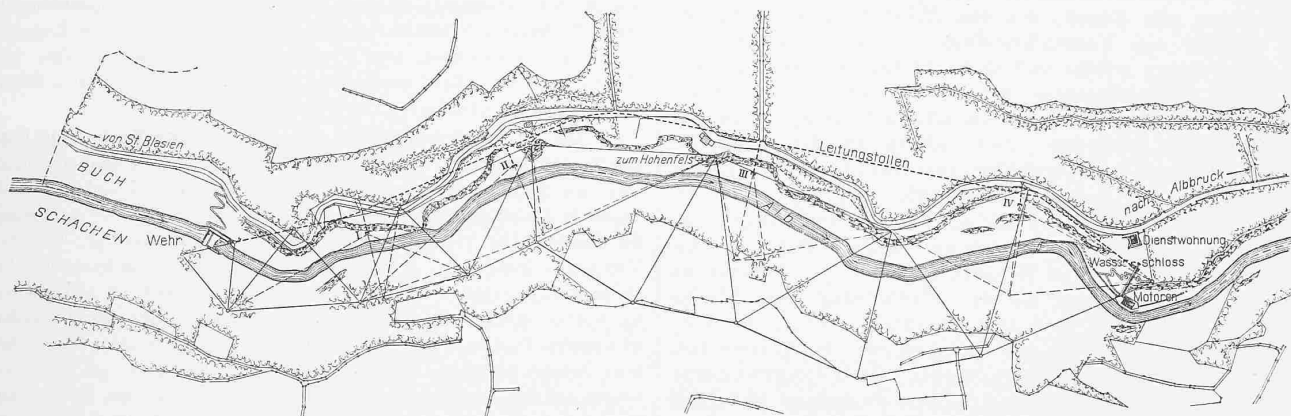 von St. Blasien
BUCH
SCHACHEN
Wehr
I
II
zum Hohenfels
III
Leitungstollen
Alb
IV
nach Albbruck
Dienstwohnung
Wasserschloss
Motoren